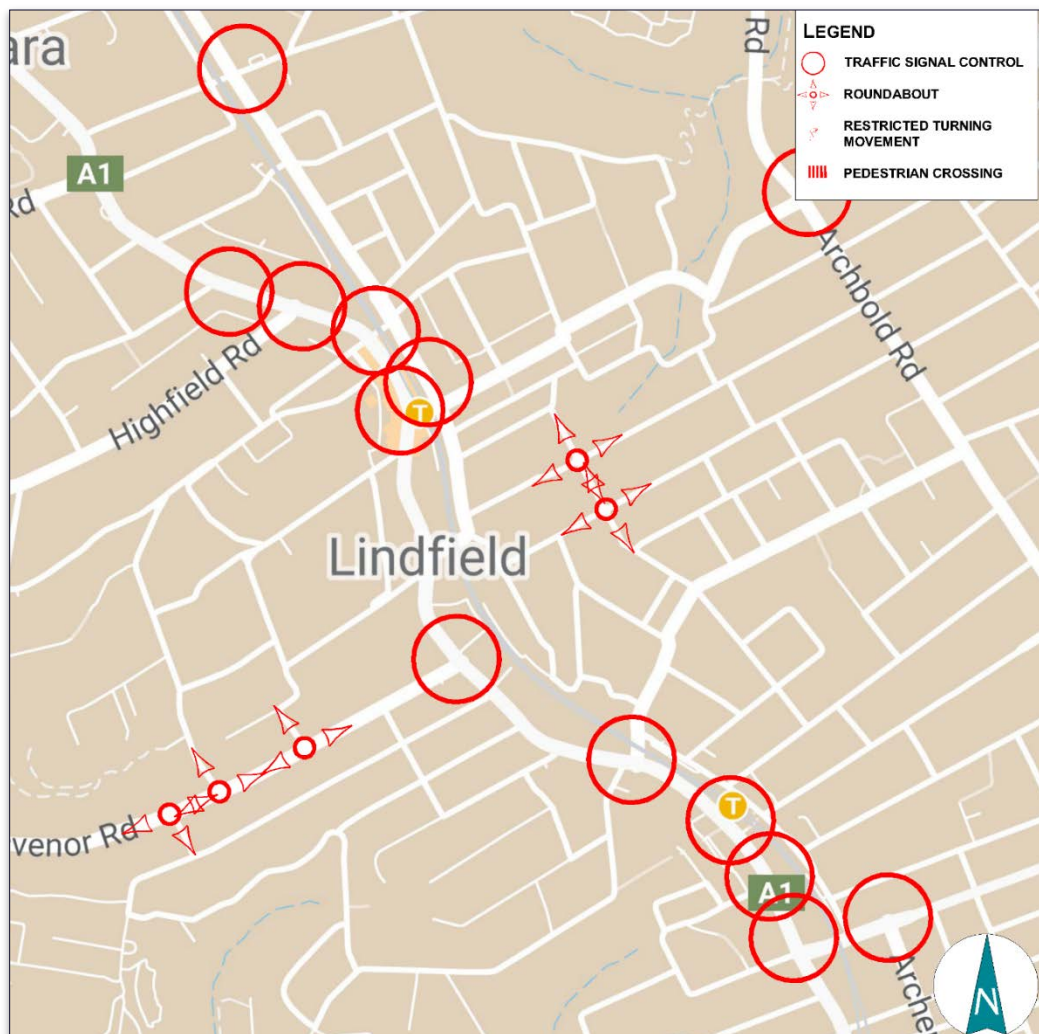 ara
Rd
LEGEND
TRAFFIC SIGNAL CONTROL
ROUNDABOUT
RESTRICTED TURNING
MOVEMENT
PEDESTRIAN CROSSING
A1
Rd
Archbold Rd
Highfield Rd
T
Lindfield
T
venor Rd
A1
Arche
N